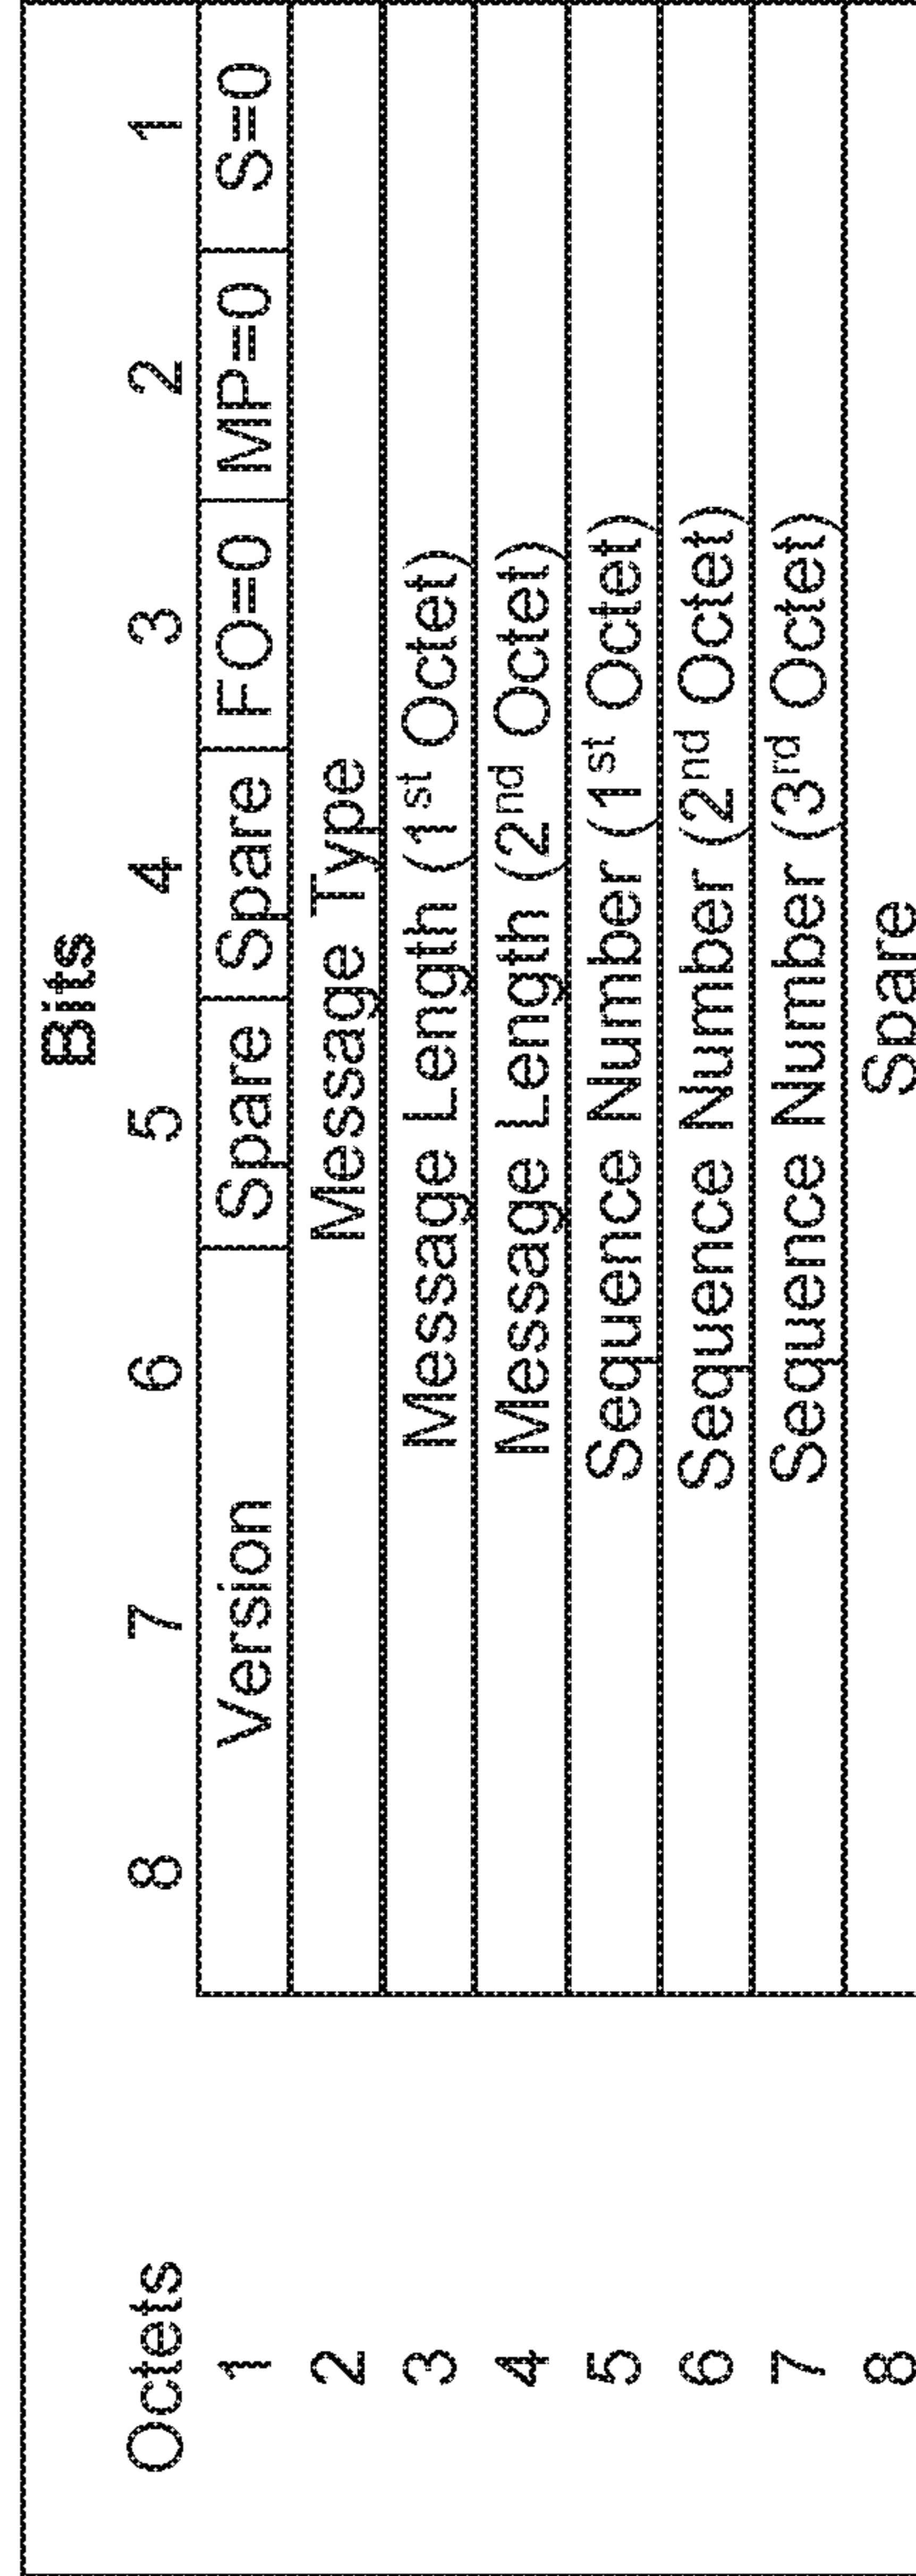 Bits
Octets 8 7 6 5 4 3 2 1
1 Version Spare Spare FO=0 MP=0 S=0
2 Message Type
3 Message Length (1st Octet)
4 Message Length (2nd Octet)
5 Sequence Number (1st Octet)
6 Sequence Number (2nd Octet)
7 Sequence Number (3rd Octet)
8 Spare